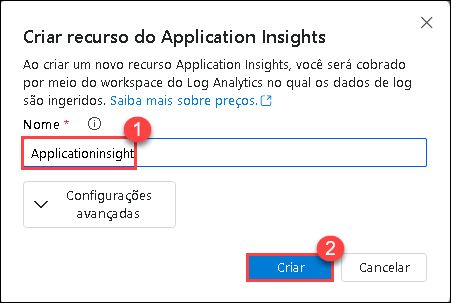 Criar recurso do Application Insights
Ao criar um novo recurso Application Insights, você será cobrado
por meio do workspace do Log Analytics no qual os dados de log
são ingeridos. Saiba mais sobre preços.
Nome *
1
Applicationinsight
Configurações
avançadas
2
Criar
Cancelar